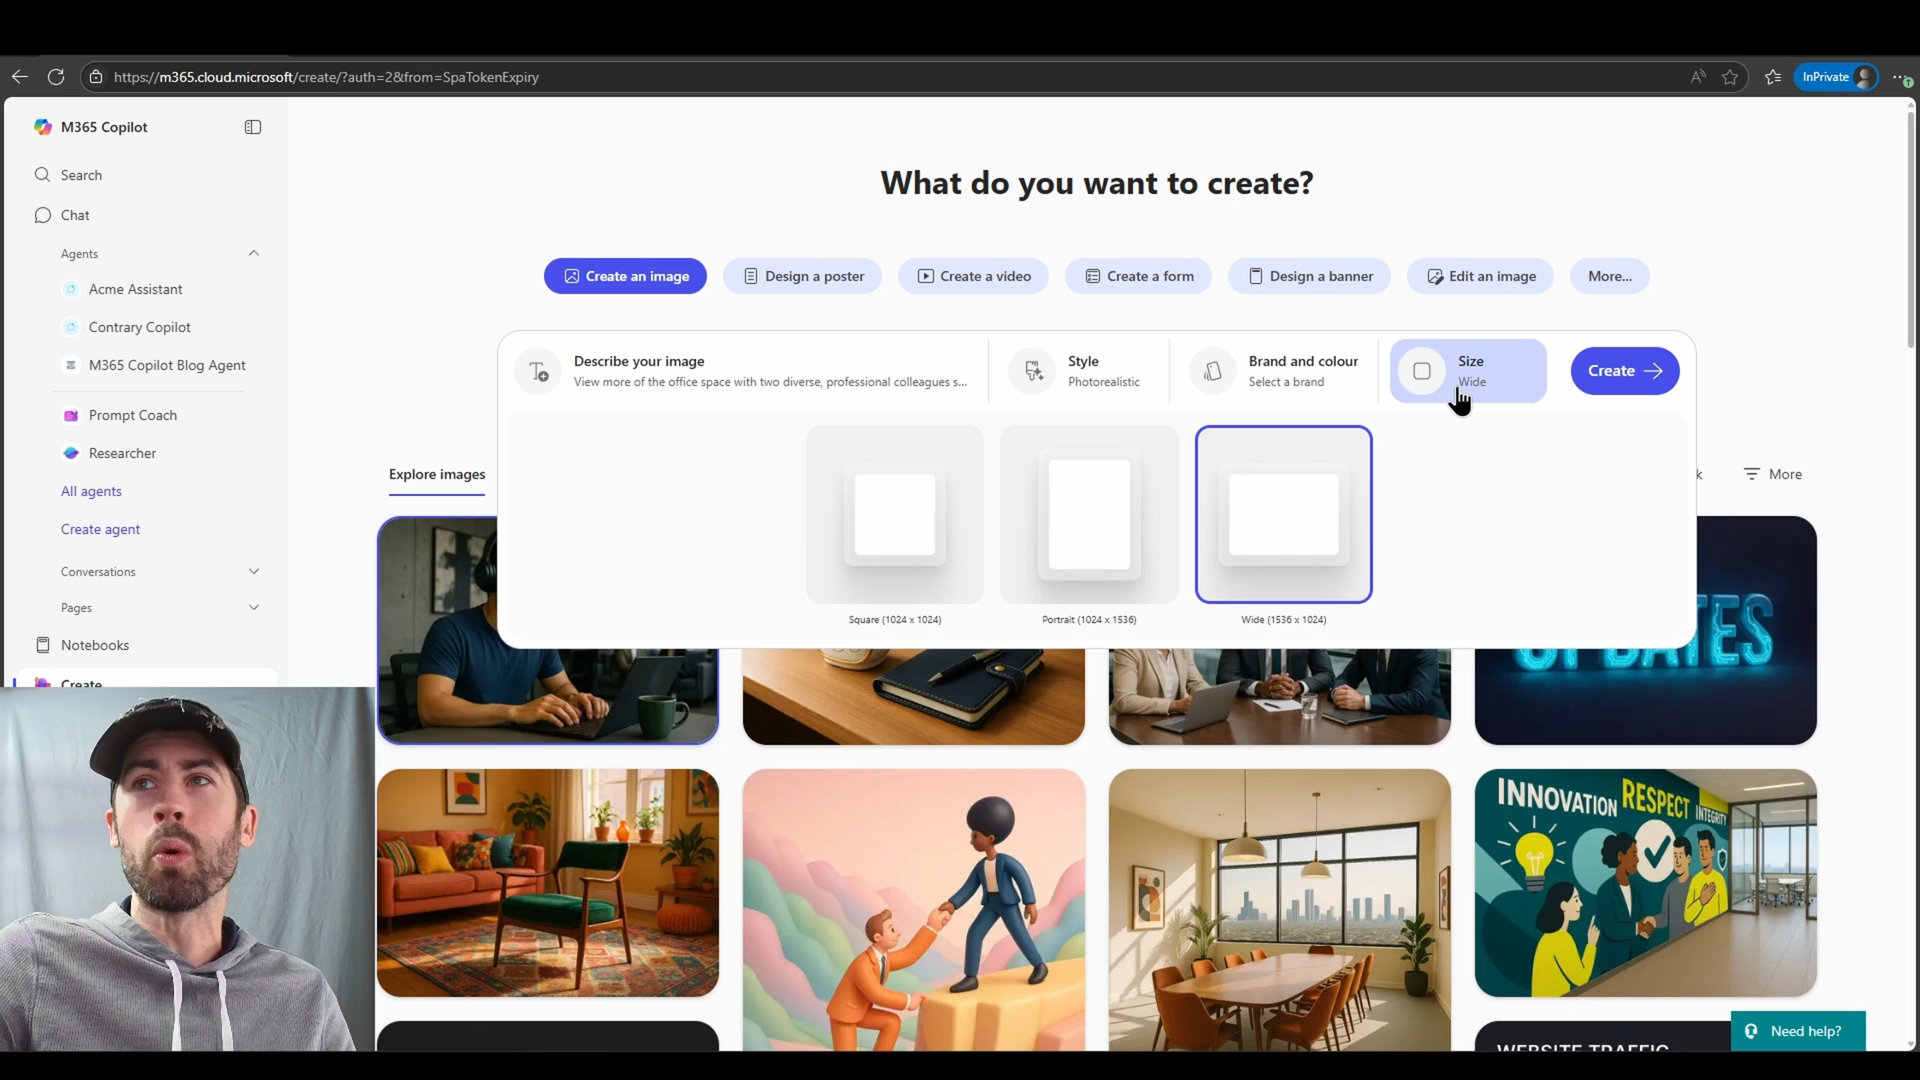 https://m365.cloud.microsoft/create/?auth=2&from=SpaTokenExpiry
InPrivate
M365 Copilot
Search
Chat
Agents
Acme Assistant
Contrary Copilot
M365 Copilot Blog Agent
Prompt Coach
Researcher
All agents
Create agent
Conversations
Pages
Notebooks
Create
What do you want to create?
Create an image
Design a poster
Create a video
Create a form
Design a banner
Edit an image
More...
Describe your image
View more of the office space with two diverse, professional colleagues s...
Style
Photorealistic
Brand and colour
Select a brand
Size
Wide
Create
Square (1024 x 1024)
Portrait (1024 x 1536)
Wide (1536 x 1024)
Explore images
More
UPDATES
INNOVATION RESPECT INTEGRITY
WEBSITE TRAFFIC
Need help?